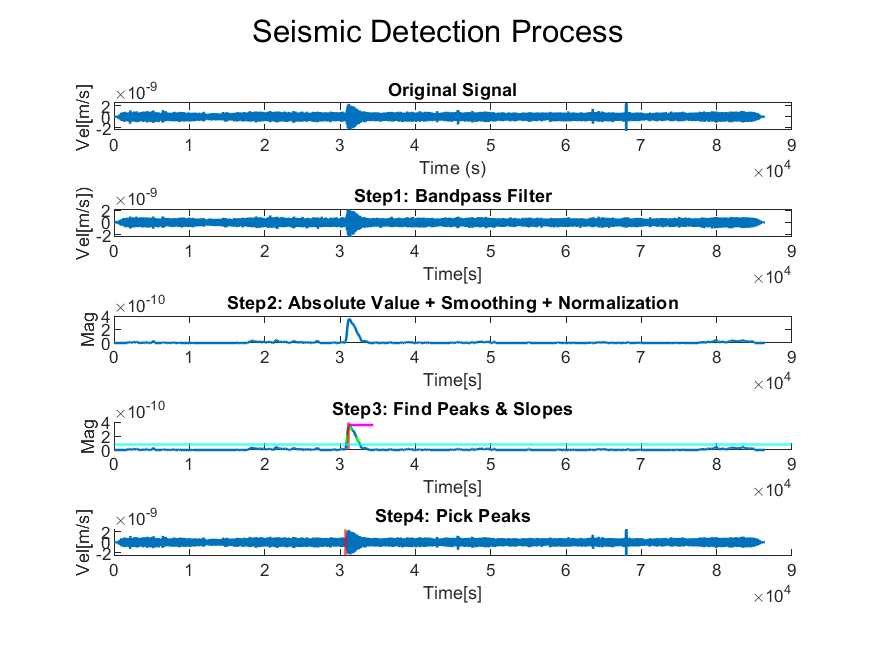 Seismic Detection Process
×10^-9
Original Signal
Vel[m/s]
2
0
-2
0 1 2 3 4 5 6 7 8 9
Time (s)
×10^4
×10^-9
Step1: Bandpass Filter
Vel[m/s])
2
0
-2
0 1 2 3 4 5 6 7 8 9
Time[s]
×10^4
×10^-10
Step2: Absolute Value + Smoothing + Normalization
Mag
4
2
0
0 1 2 3 4 5 6 7 8 9
Time[s]
×10^4
×10^-10
Step3: Find Peaks & Slopes
Mag
4
2
0
0 1 2 3 4 5 6 7 8 9
Time[s]
×10^4
×10^-9
Step4: Pick Peaks
Vel[m/s]
2
0
-2
0 1 2 3 4 5 6 7 8 9
Time[s]
×10^4